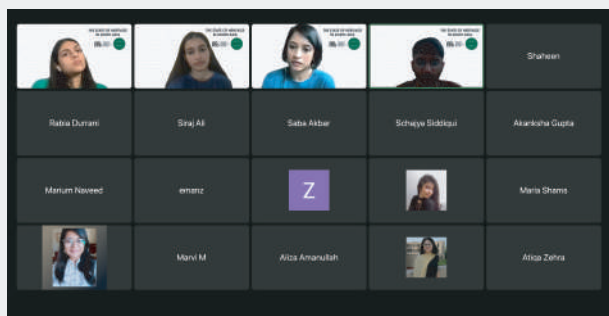 Shaheen
Rabia Durrani
Siraj Ali
Saba Akbar
Schajye Siddiqui
Akanksha Gupta
Marium Naveed
emanz
Z
Maria Shams
Marvi M
Aliza Amanullah
Atiqa Zehra